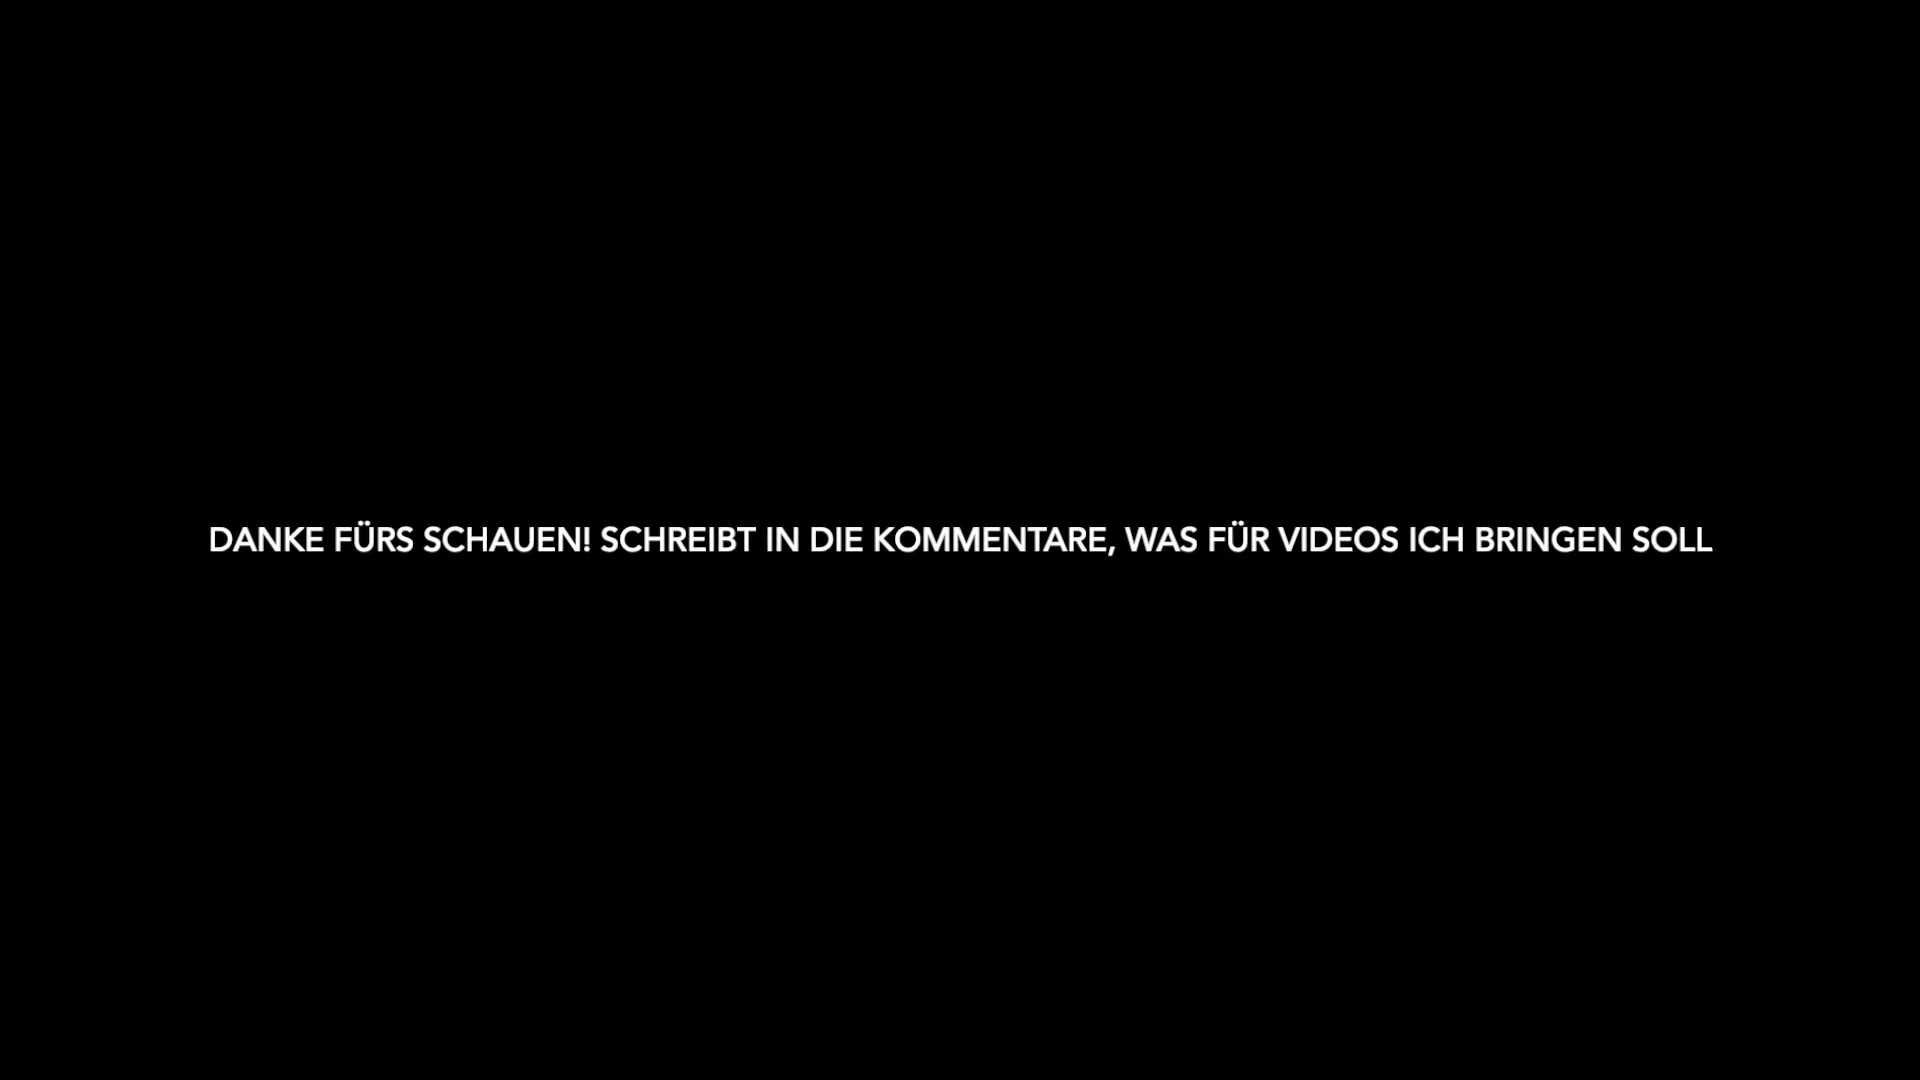 DANKE FÜRS SCHAUEN! SCHREIBT IN DIE KOMMENTARE, WAS FÜR VIDEOS ICH BRINGEN SOLL